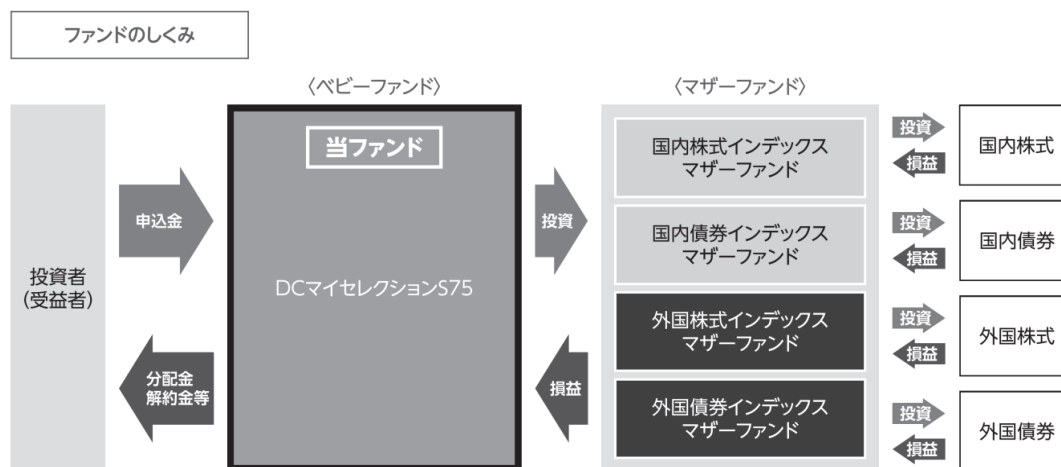 ファンドのしくみ
〈ベビーファンド〉
〈マザーファンド〉
投資者
(受益者)
申込金
分配金
解約金等
当ファンド
DCマイセレクションS75
投資
損益
国内株式インデックス
マザーファンド
投資
損益
国内株式
国内債券インデックス
マザーファンド
投資
損益
国内債券
外国株式インデックス
マザーファンド
投資
損益
外国株式
外国債券インデックス
マザーファンド
投資
損益
外国債券